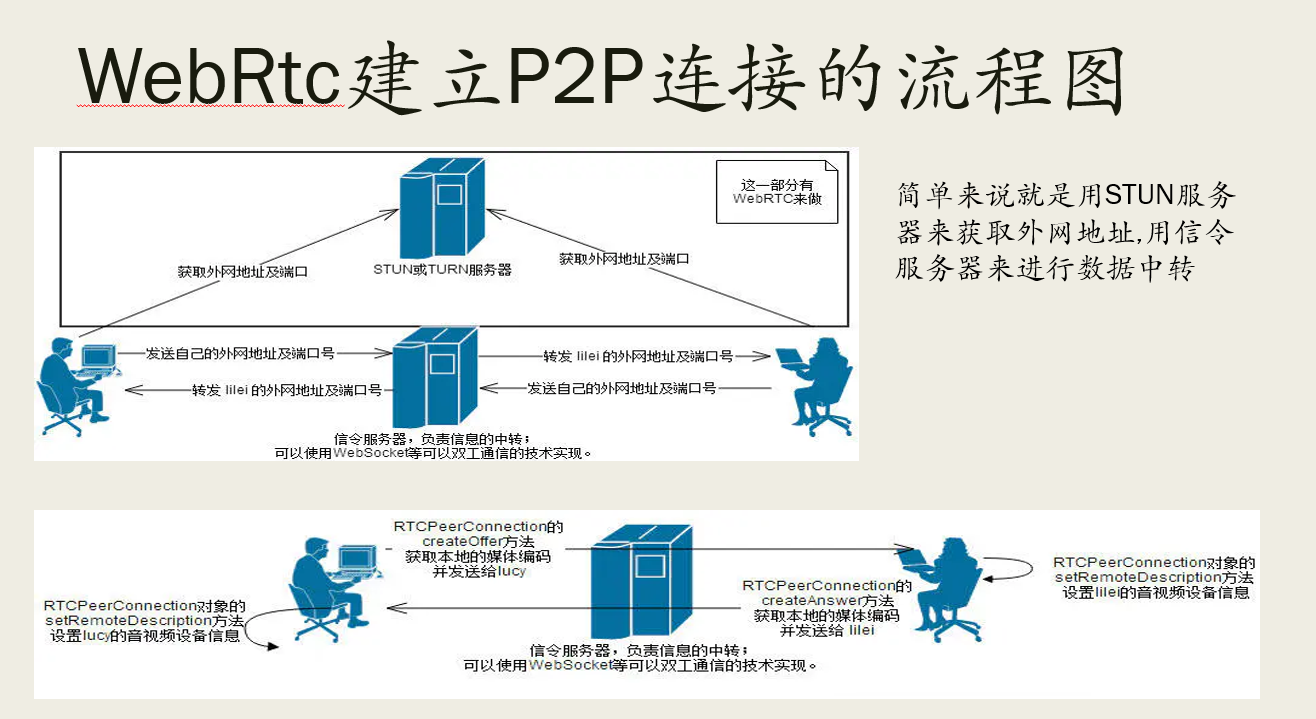 WebRtc建立P2P连接的流程图
这一部分有
WebRTC来做
获取外网地址及端口
STUN或TURN服务器
获取外网地址及端口
发送自己的外网地址及端口号
转发 lilei 的外网地址及端口号
转发 lilei 的外网地址及端口号
发送自己的外网地址及端口号
信令服务器，负责信息的中转；
可以使用WebSocket等可以双工通信的技术实现。
简单来说就是用STUN服务
器来获取外网地址,用信令
服务器来进行数据中转
RTCPeerConnection的
createOffer方法
获取本地的媒体编码
并发送给lucy
RTCPeerConnection对象的
setRemoteDescription方法
设置lilei的音视频设备信息
RTCPeerConnection的
createAnswer方法
获取本地的媒体编码
并发送给 lilei
RTCPeerConnection对象的
setRemoteDescription方法
设置lucy的音视频设备信息
信令服务器，负责信息的中转；
可以使用WebSocket等可以双工通信的技术实现。